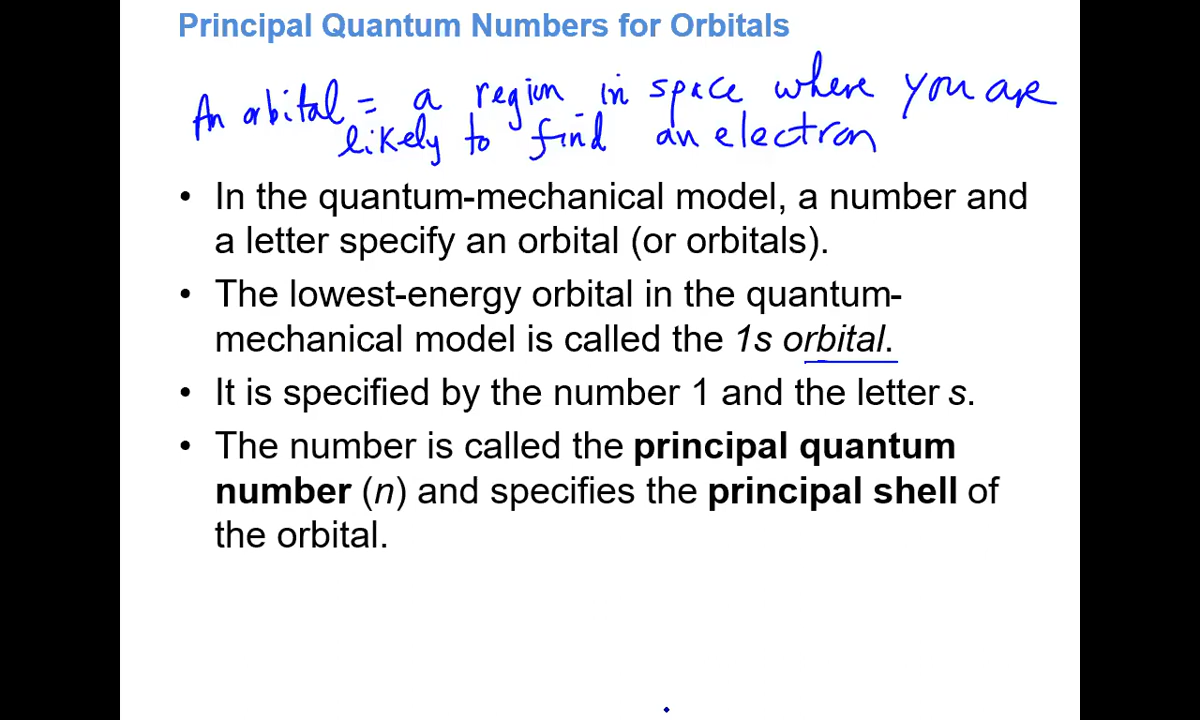 Principal Quantum Numbers for Orbitals
An orbital = a region in space where you are
likely to find an electron
• In the quantum-mechanical model, a number and
a letter specify an orbital (or orbitals).
• The lowest-energy orbital in the quantum-
mechanical model is called the 1s orbital.
• It is specified by the number 1 and the letter s.
• The number is called the principal quantum
number (n) and specifies the principal shell of
the orbital.